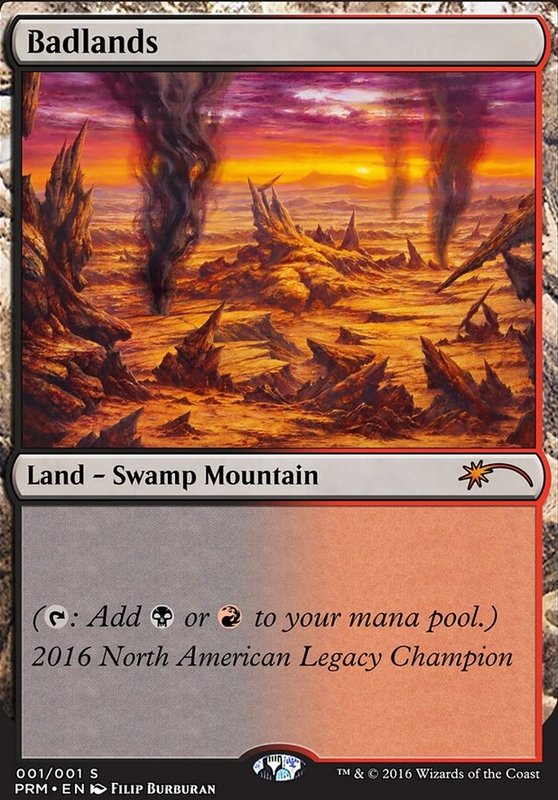 Badlands
Land – Swamp Mountain
(: Add or to your mana pool.)
2016 North American Legacy Champion
001/001 S
PRM • EN Filip Burburan
™ & © 2016 Wizards of the Coast